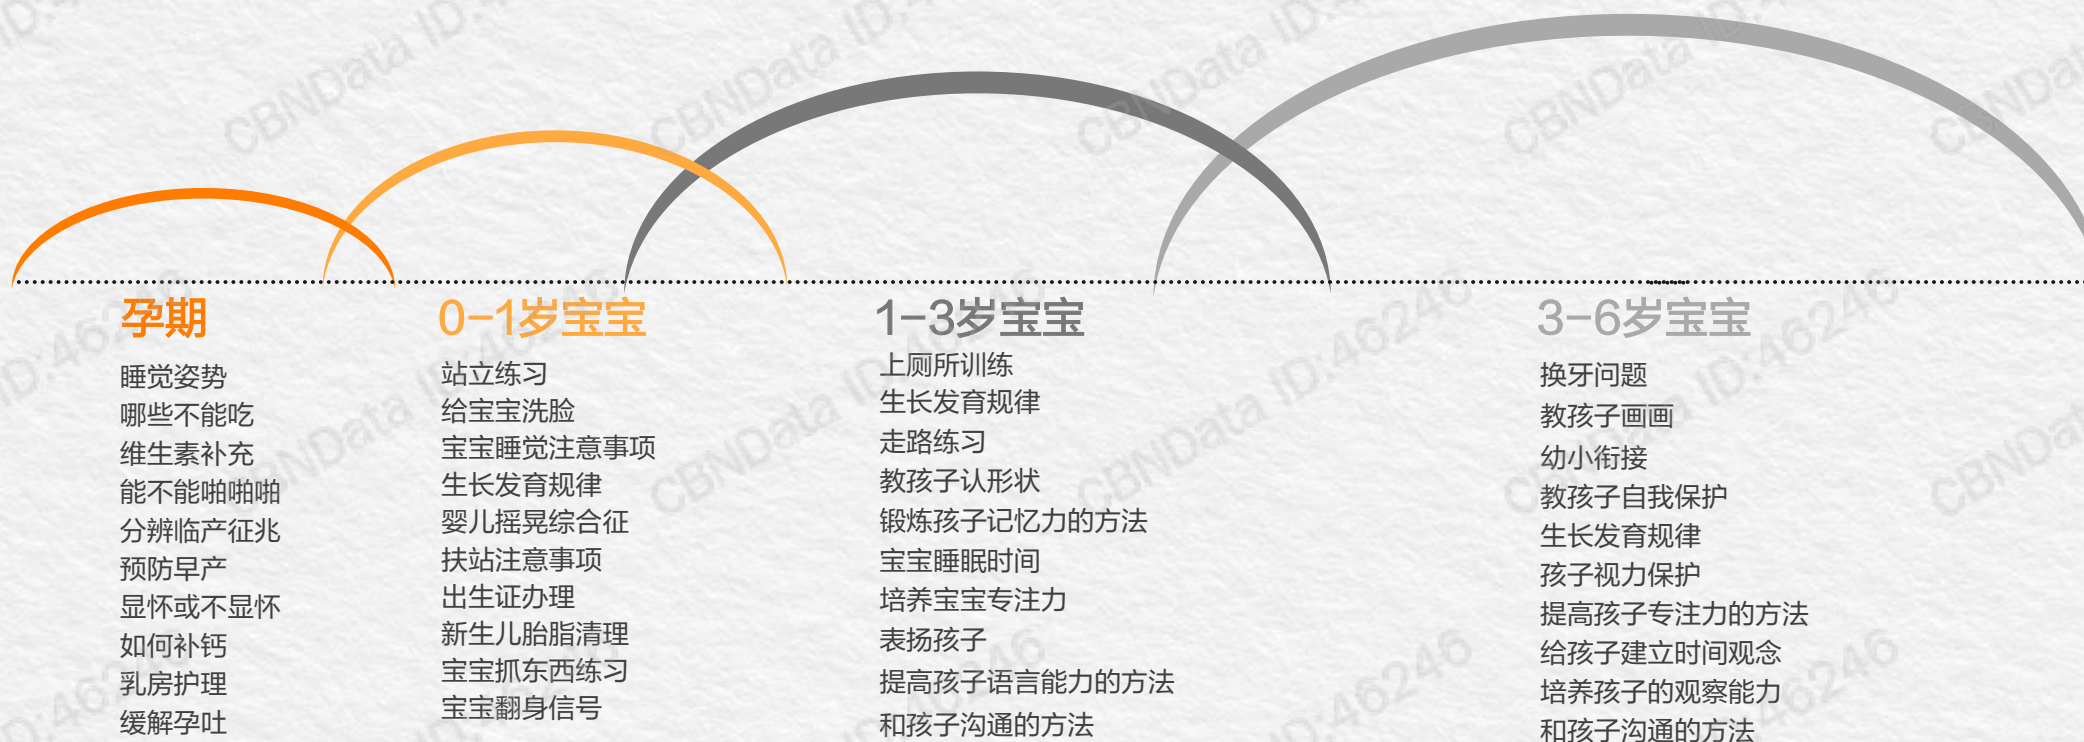 孕期
睡觉姿势
哪些不能吃
维生素补充
能不能啪啪啪
分辨临产征兆
预防早产
显怀或不显怀
如何补钙
乳房护理
缓解孕吐
0-1岁宝宝
站立练习
给宝宝洗脸
宝宝睡觉注意事项
生长发育规律
婴儿摇晃综合征
扶站注意事项
出生证办理
新生儿胎脂清理
宝宝抓东西练习
宝宝翻身信号
1-3岁宝宝
上厕所训练
生长发育规律
走路练习
教孩子认形状
锻炼孩子记忆力的方法
宝宝睡眠时间
培养宝宝专注力
表扬孩子
提高孩子语言能力的方法
和孩子沟通的方法
3-6岁宝宝
换牙问题
教孩子画画
幼小衔接
教孩子自我保护
生长发育规律
孩子视力保护
提高孩子专注力的方法
给孩子建立时间观念
培养孩子的观察能力
和孩子沟通的方法
CBNData ID:46246